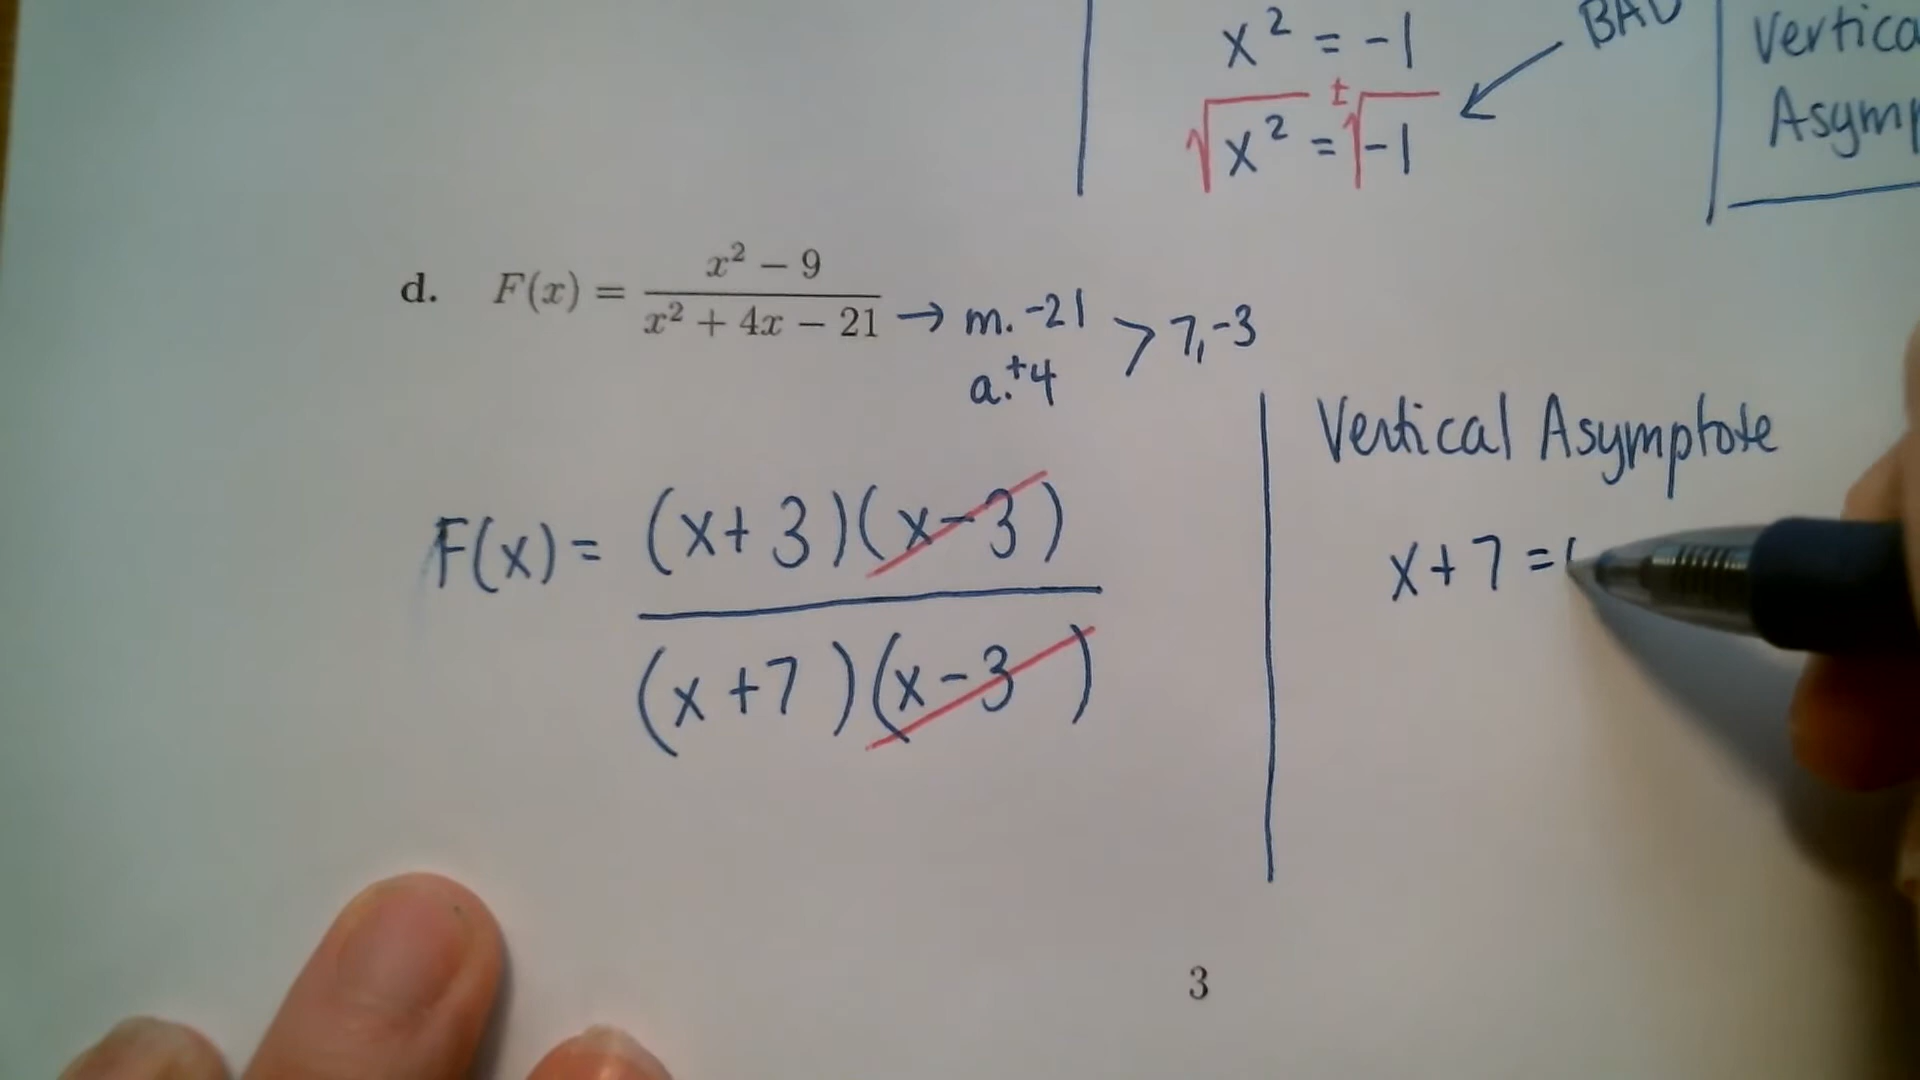 x² = -1
BAD
√x² = ±√-1
Vertica
Asymp
d. F(x) = (x² − 9)/(x² + 4x − 21) → m. -21 > 7, -3
a. +4
Vertical Asymptote
F(x) = (x+3)(x-3)/(x+7)(x-3)
x+7 =
3